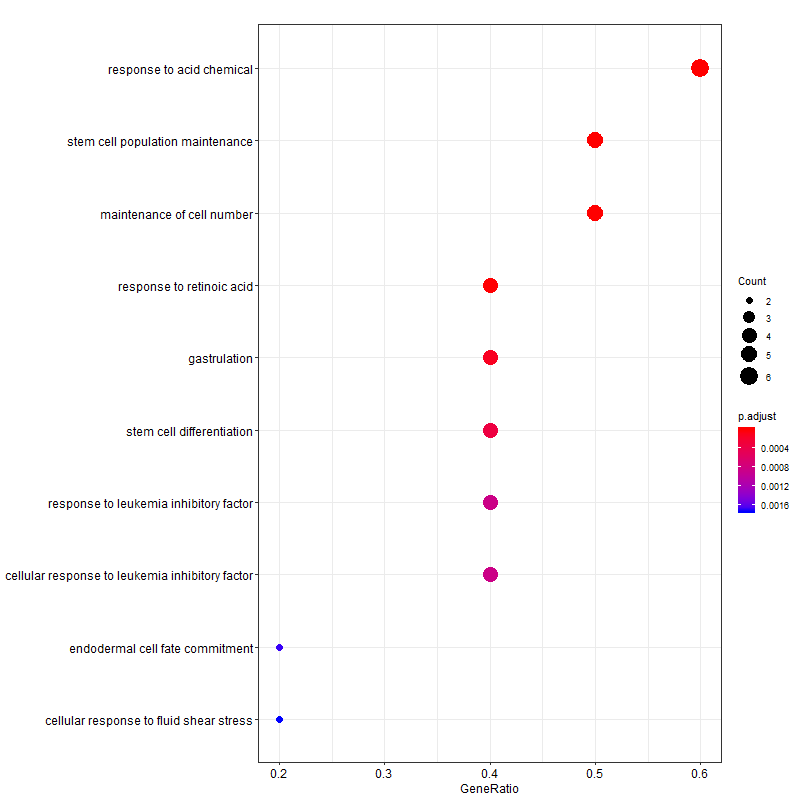 response to acid chemical
stem cell population maintenance
maintenance of cell number
response to retinoic acid
gastrulation
stem cell differentiation
response to leukemia inhibitory factor
cellular response to leukemia inhibitory factor
endodermal cell fate commitment
cellular response to fluid shear stress
0.2 0.3 0.4 0.5 0.6
GeneRatio
Count
2
3
4
5
6
p.adjust
0.0004
0.0008
0.0012
0.0016